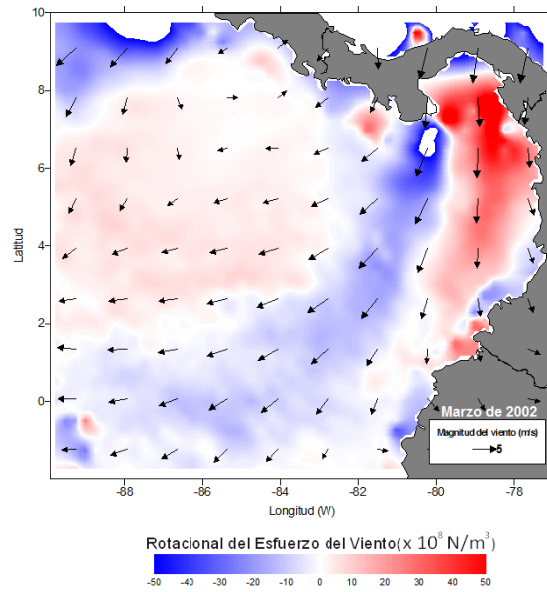 10
8
6
4
2
0
Latitud
Marzo de 2002
Magnitud del viento (m/s)
5
-88 -86 -84 -82 -80 -78
Longitud (W)
Rotacional del Esfuerzo del Viento(x 10⁸ N/m³)
-50 -40 -30 -20 -10 0 10 20 30 40 50